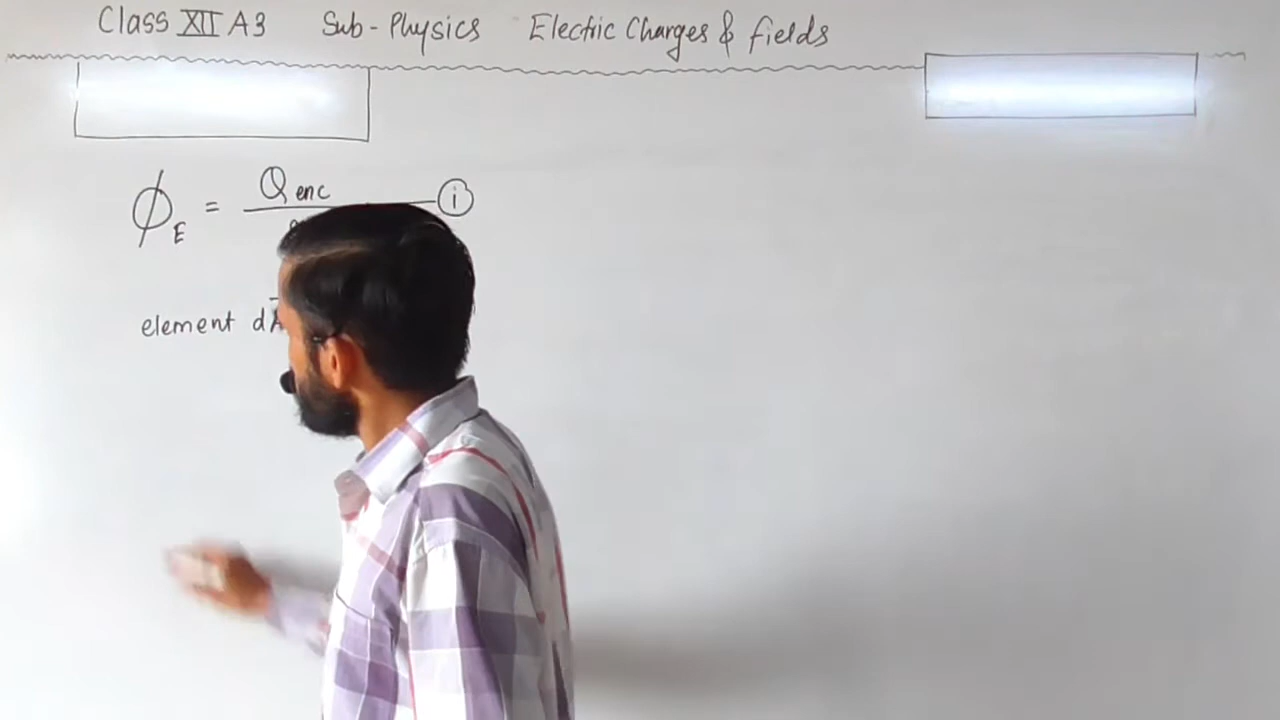 Class XII A3 Sub-Physics Electric Charges & fields
ϕE = Qenc — (i)
element dA